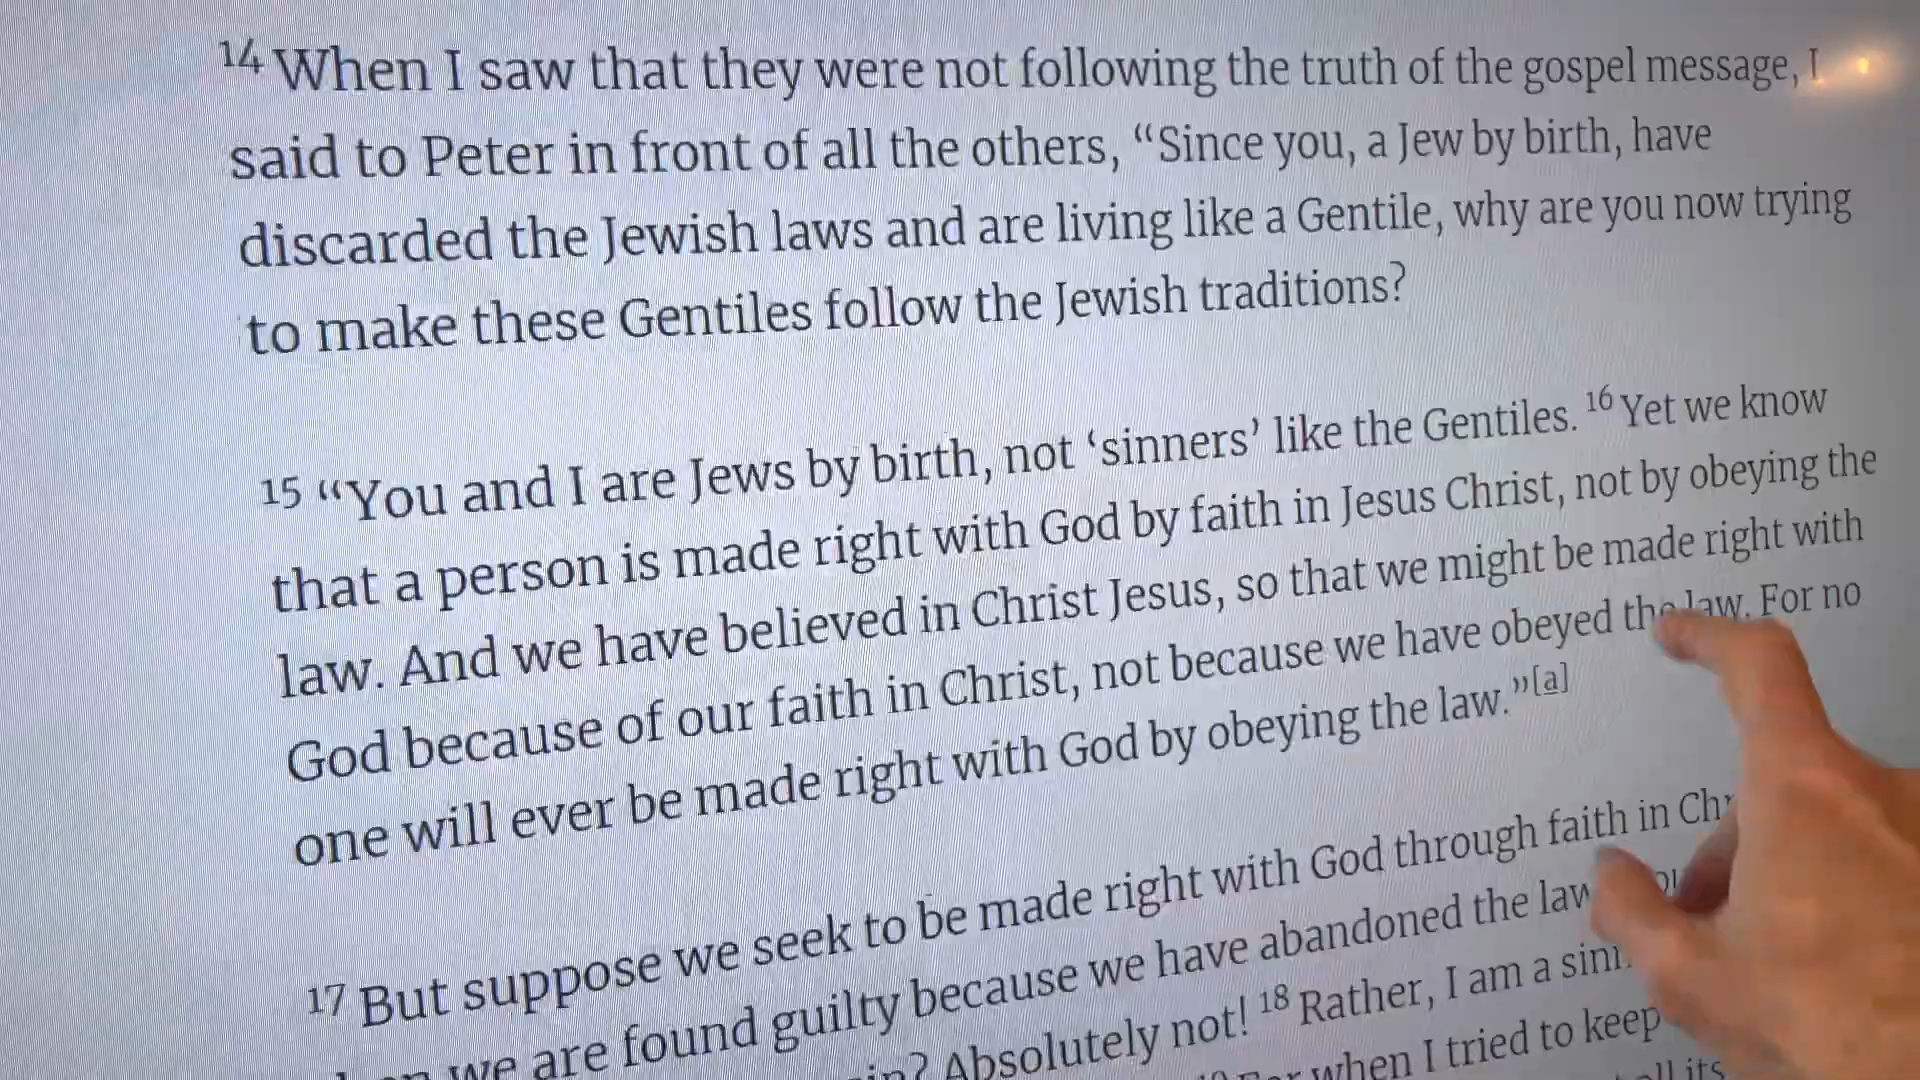 14 When I saw that they were not following the truth of the gospel message, I
said to Peter in front of all the others, “Since you, a Jew by birth, have
discarded the Jewish laws and are living like a Gentile, why are you now trying
to make these Gentiles follow the Jewish traditions?
15 “You and I are Jews by birth, not ‘sinners’ like the Gentiles. 16 Yet we know
that a person is made right with God by faith in Jesus Christ, not by obeying the
law. And we have believed in Christ Jesus, so that we might be made right with
God because of our faith in Christ, not because we have obeyed the law. For no
one will ever be made right with God by obeying the law.”[a]
17 But suppose we seek to be made right with God through faith in
we are found guilty because we have abandoned the law
Absolutely not! 18 Rather, I am a
when I tried to keep
its